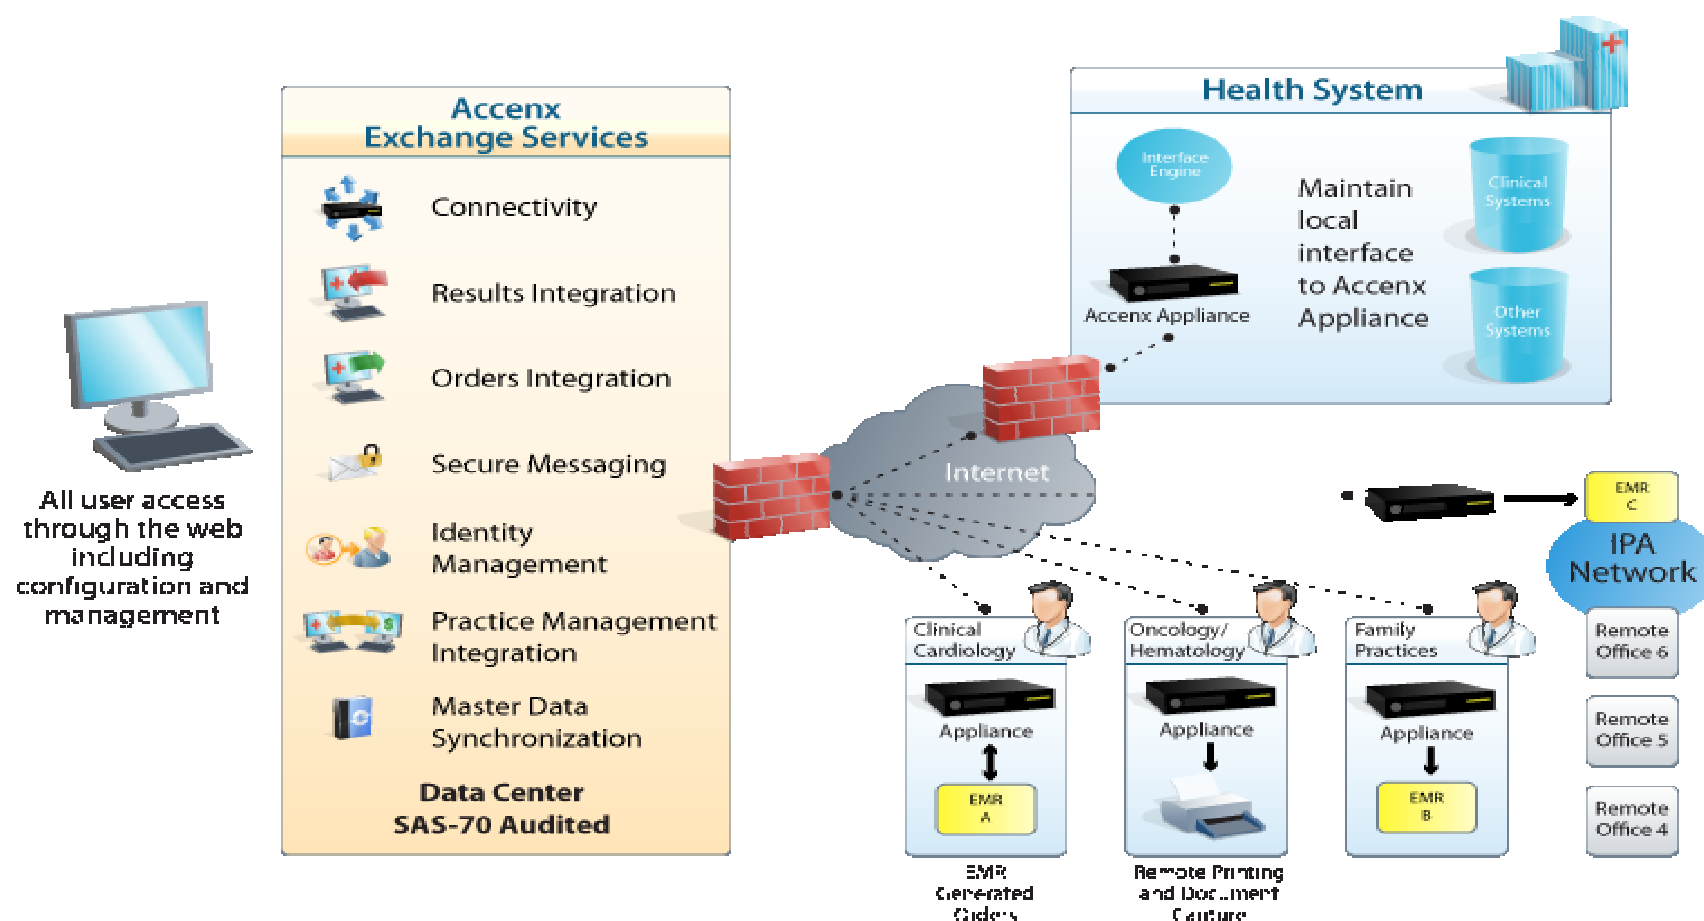 Accenx
Exchange Services
Connectivity
Results Integration
Orders Integration
Secure Messaging
Identity
Management
Practice Management
Integration
Master Data
Synchronization
Data Center
SAS-70 Audited
All user access
through the web
including
configuration and
management
Internet
Health System
Interface
Engine
Accenx Appliance
Maintain
local
interface
to Accenx
Appliance
Clinical
Systems
Other
Systems
EMR
C
IPA
Network
Remote
Office 6
Remote
Office 5
Remote
Office 4
Clinical
Cardiology
Appliance
EMR
A
EMR
Generated
Orders
Oncology/
Hematology
Appliance
Remote Printing
and Document
Capture
Family
Practices
Appliance
EMR
B